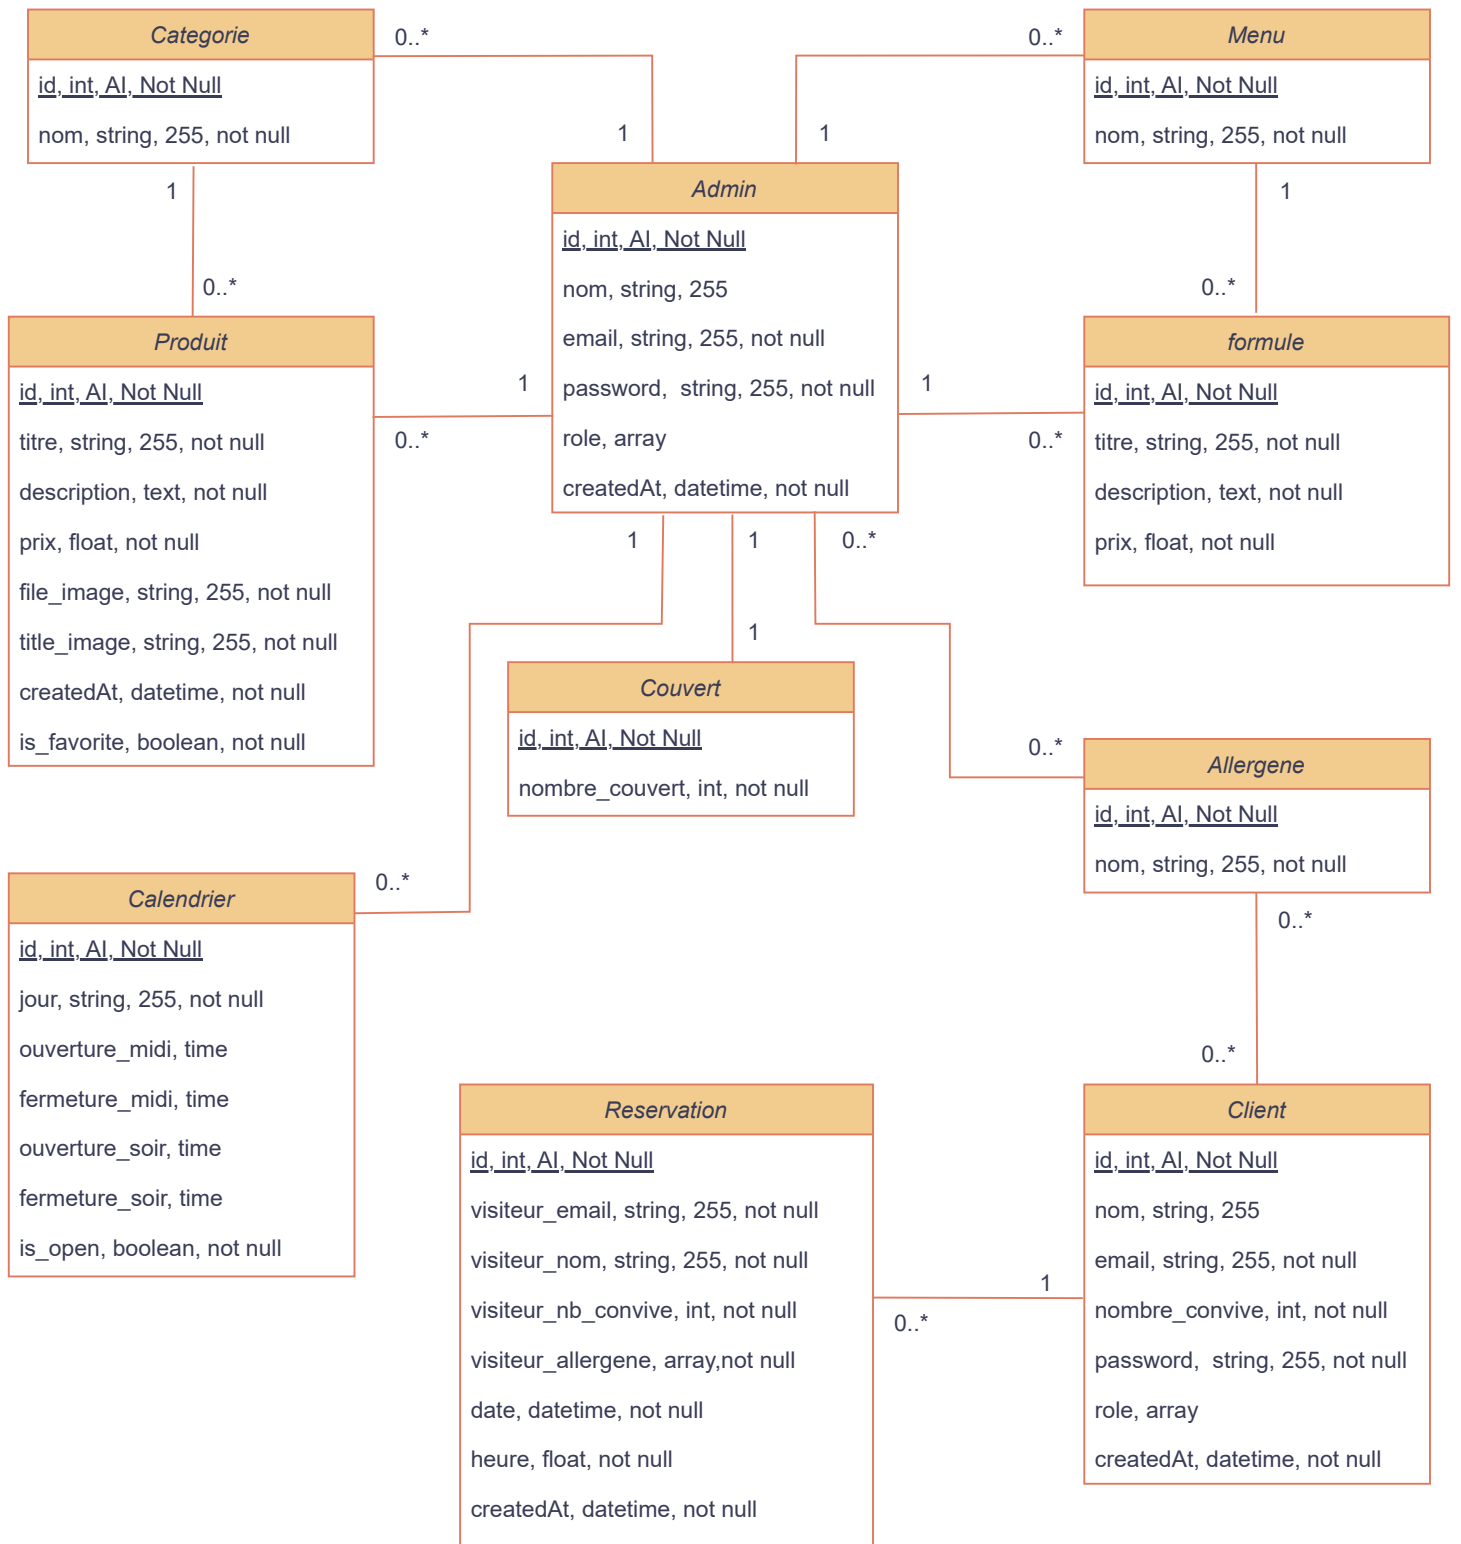 Categorie
id, int, AI, Not Null
nom, string, 255, not null
0..*
1
0..*
1
Menu
id, int, AI, Not Null
nom, string, 255, not null
1
0..*
1
0..*
Admin
id, int, AI, Not Null
nom, string, 255
email, string, 255, not null
password,  string, 255, not null
role, array
createdAt, datetime, not null
Produit
id, int, AI, Not Null
titre, string, 255, not null
description, text, not null
prix, float, not null
file_image, string, 255, not null
title_image, string, 255, not null
createdAt, datetime, not null
is_favorite, boolean, not null
1
0..*
1
0..*
formule
id, int, AI, Not Null
titre, string, 255, not null
description, text, not null
prix, float, not null
1
1
0..*
1
Couvert
id, int, AI, Not Null
nombre_couvert, int, not null
0..*
Allergene
id, int, AI, Not Null
nom, string, 255, not null
0..*
0..*
0..*
Calendrier
id, int, AI, Not Null
jour, string, 255, not null
ouverture_midi, time
fermeture_midi, time
ouverture_soir, time
fermeture_soir, time
is_open, boolean, not null
Reservation
id, int, AI, Not Null
visiteur_email, string, 255, not null
visiteur_nom, string, 255, not null
visiteur_nb_convive, int, not null
visiteur_allergene, array,not null
date, datetime, not null
heure, float, not null
createdAt, datetime, not null
1
0..*
Client
id, int, AI, Not Null
nom, string, 255
email, string, 255, not null
nombre_convive, int, not null
password,  string, 255, not null
role, array
createdAt, datetime, not null